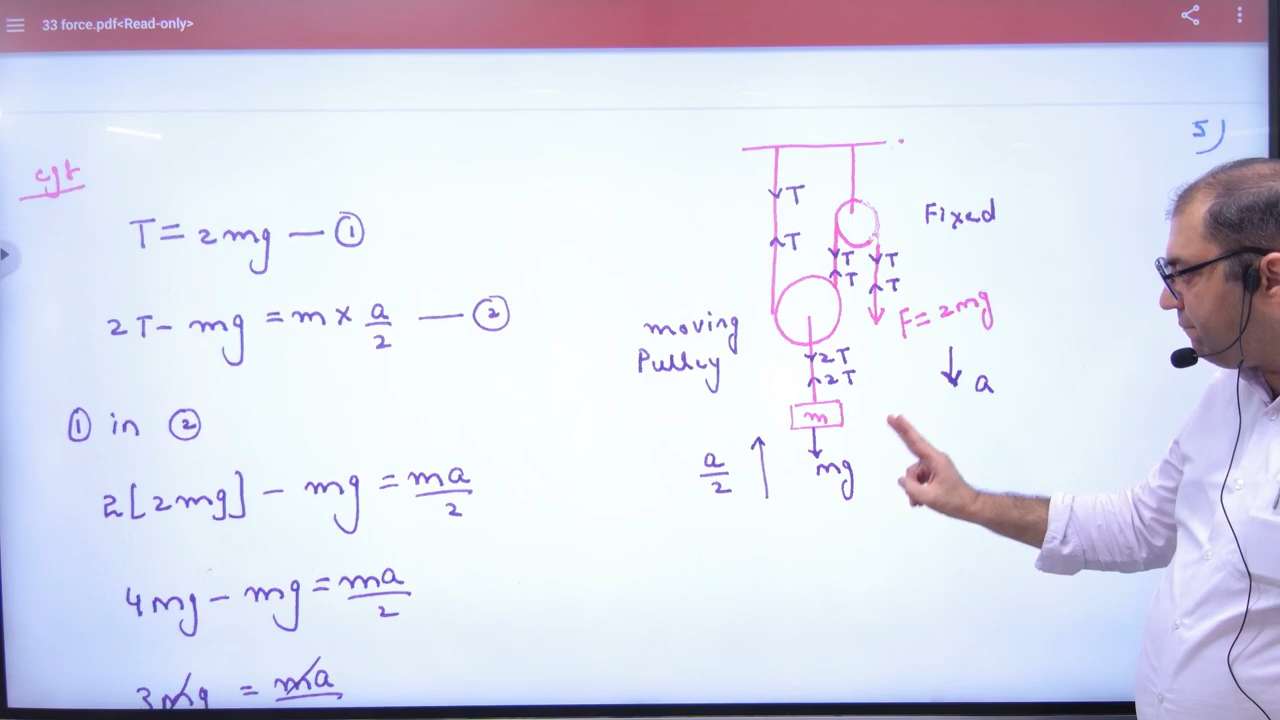 33 force.pdf<Read-only>
5)
cgt
T = 2mg — ①
2T - mg = m × a/2 — ②
① in ②
2[2mg] - mg = ma/2
4mg - mg = ma/2
3mg = ma
T
T
Fixed
T
T
T
T
F = 2mg
moving
Pulley
2T
2T
a
m
a/2
mg